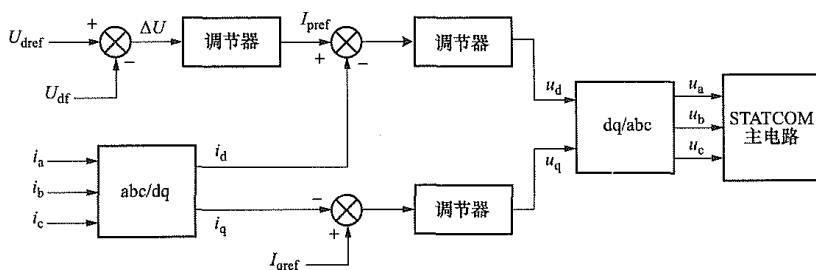 U_dref
+
−
ΔU
调节器
I_pref
+
−
调节器
U_df
u_d
u_q
dq/abc
u_a
u_b
u_c
STATCOM
主电路
i_a
i_b
i_c
abc/dq
i_d
i_q
−
+
调节器
I_qref